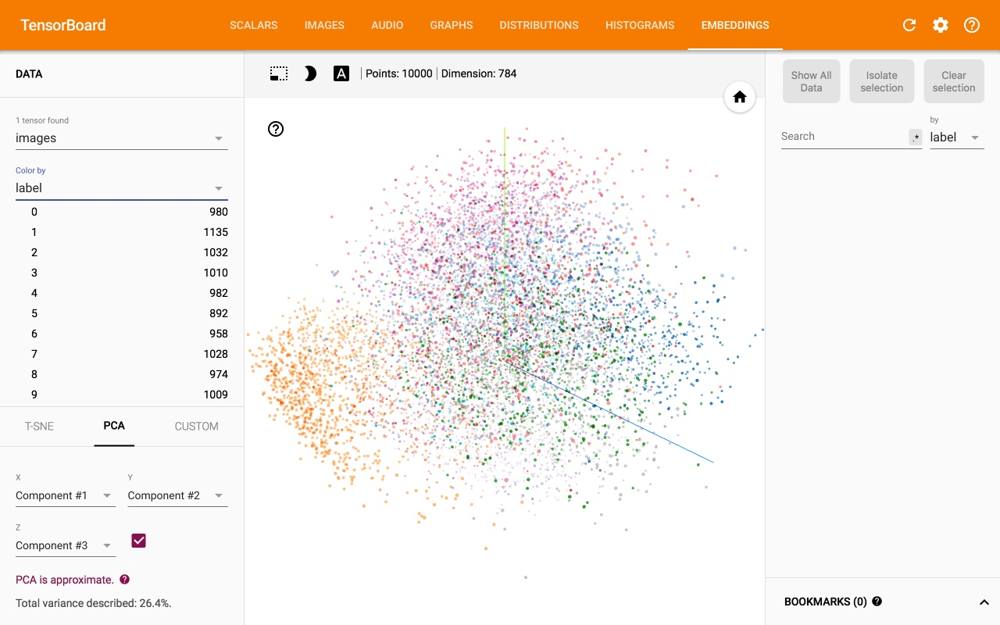 TensorBoard
SCALARS IMAGES AUDIO GRAPHS DISTRIBUTIONS HISTOGRAMS EMBEDDINGS
DATA
1 tensor found
images
Color by
label
0 980
1 1135
2 1032
3 1010
4 982
5 892
6 958
7 1028
8 974
9 1009
T-SNE PCA CUSTOM
X Y
Component #1 Component #2
Z
Component #3
PCA is approximate. ?
Total variance described: 26.4%.
A Points: 10000 Dimension: 784
Show All
Data
Isolate
selection
Clear
selection
Search .*
by
label
BOOKMARKS (0) ?